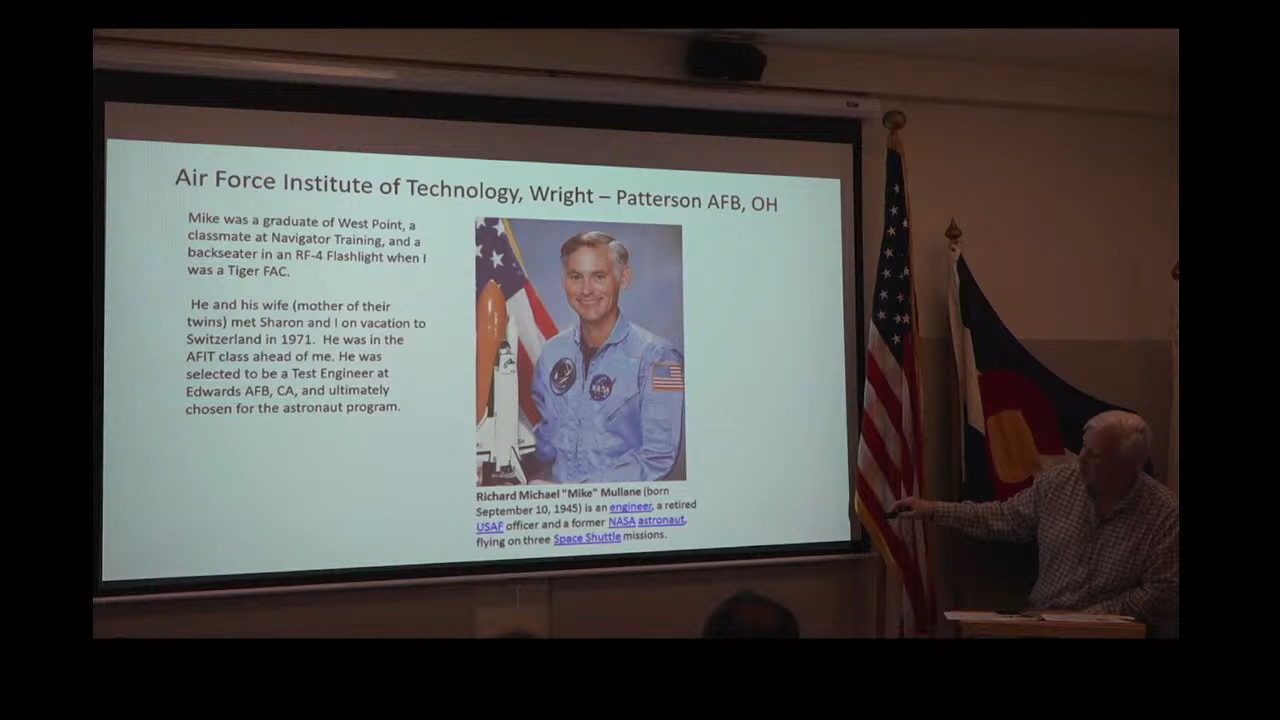 Air Force Institute of Technology, Wright – Patterson AFB, OH
Mike was a graduate of West Point, a
classmate at Navigator Training, and a
backseater in an RF-4 Flashlight when I
was a Tiger FAC.
He and his wife (mother of their
twins) met Sharon and I on vacation to
Switzerland in 1971. He was in the
AFIT class ahead of me. He was
selected to be a Test Engineer at
Edwards AFB, CA, and ultimately
chosen for the astronaut program.
NASA
Richard Michael "Mike" Mullane (born
September 10, 1945) is an engineer, a retired
USAF officer and a former NASA astronaut,
flying on three Space Shuttle missions.